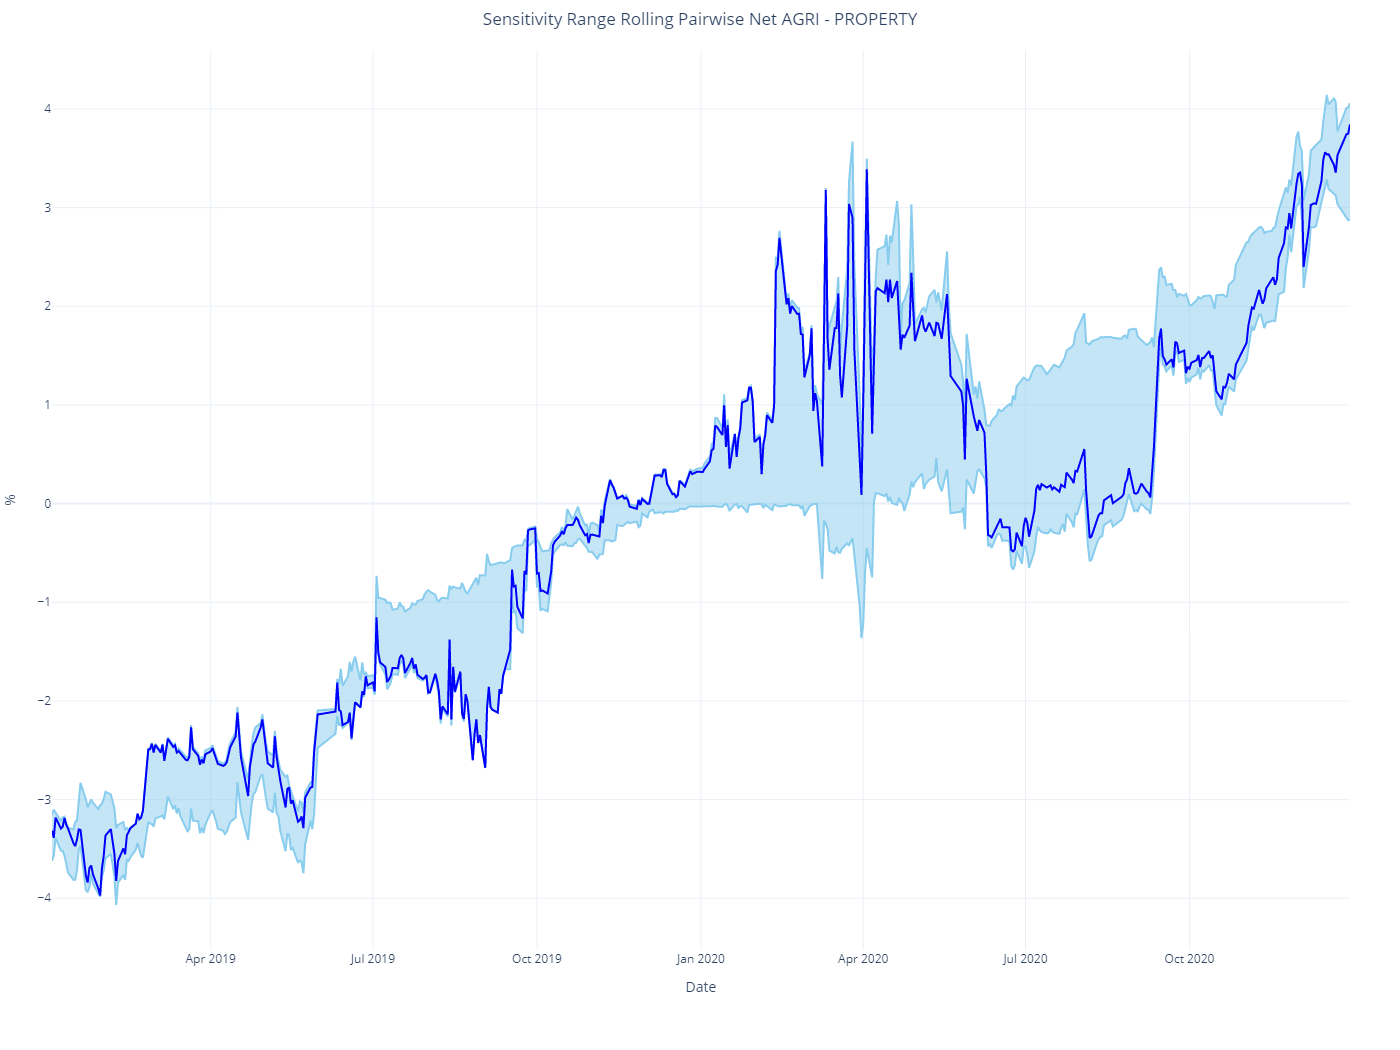 Sensitivity Range Rolling Pairwise Net AGRI - PROPERTY
4
3
2
1
0
−1
−2
−3
−4
%
Apr 2019
Jul 2019
Oct 2019
Jan 2020
Apr 2020
Jul 2020
Oct 2020
Date